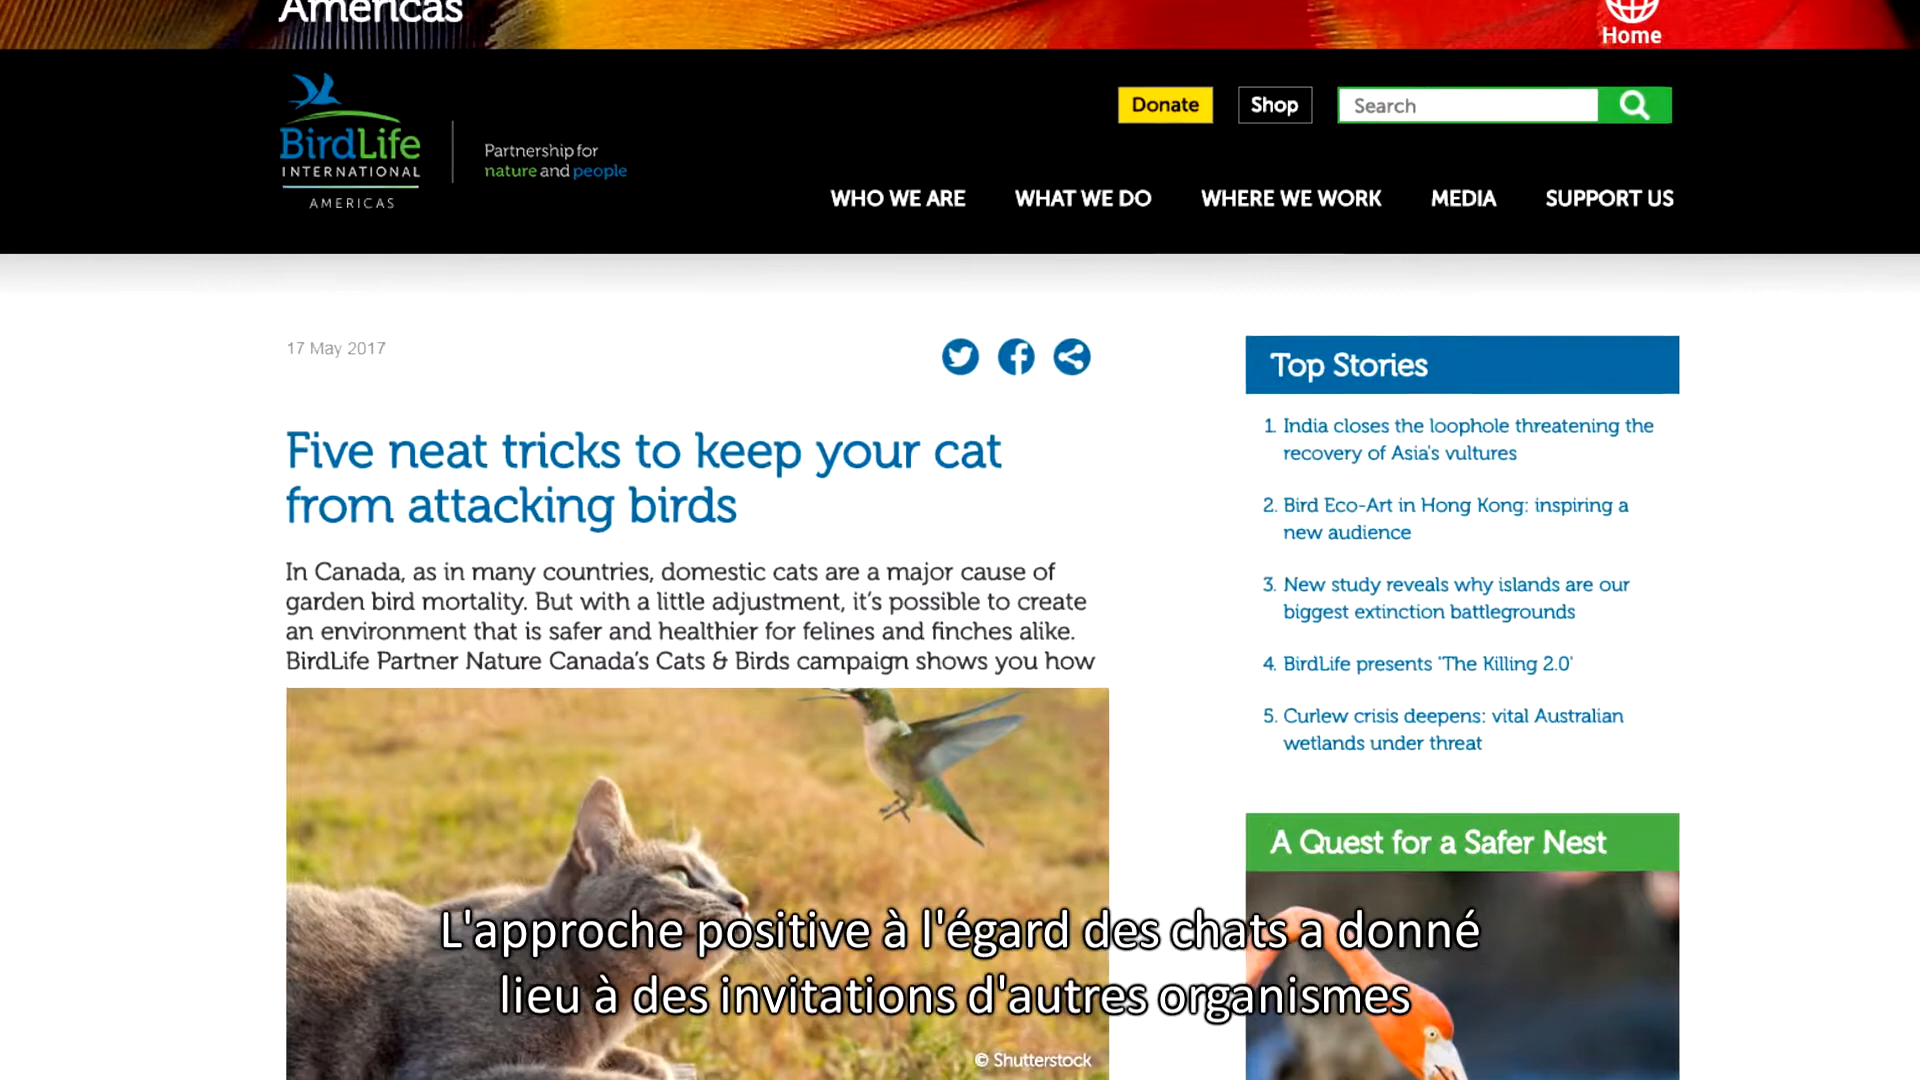 Americas
Home
BirdLife
INTERNATIONAL
AMERICAS
Partnership for
nature and people
Donate
Shop
Search
WHO WE ARE
WHAT WE DO
WHERE WE WORK
MEDIA
SUPPORT US
17 May 2017
Five neat tricks to keep your cat
from attacking birds
In Canada, as in many countries, domestic cats are a major cause of
garden bird mortality. But with a little adjustment, it's possible to create
an environment that is safer and healthier for felines and finches alike.
BirdLife Partner Nature Canada's Cats & Birds campaign shows you how
© Shutterstock
Top Stories
1. India closes the loophole threatening the
recovery of Asia's vultures
2. Bird Eco-Art in Hong Kong: inspiring a
new audience
3. New study reveals why islands are our
biggest extinction battlegrounds
4. BirdLife presents 'The Killing 2.0'
5. Curlew crisis deepens: vital Australian
wetlands under threat
A Quest for a Safer Nest
L'approche positive à l'égard des chats a donné
lieu à des invitations d'autres organismes